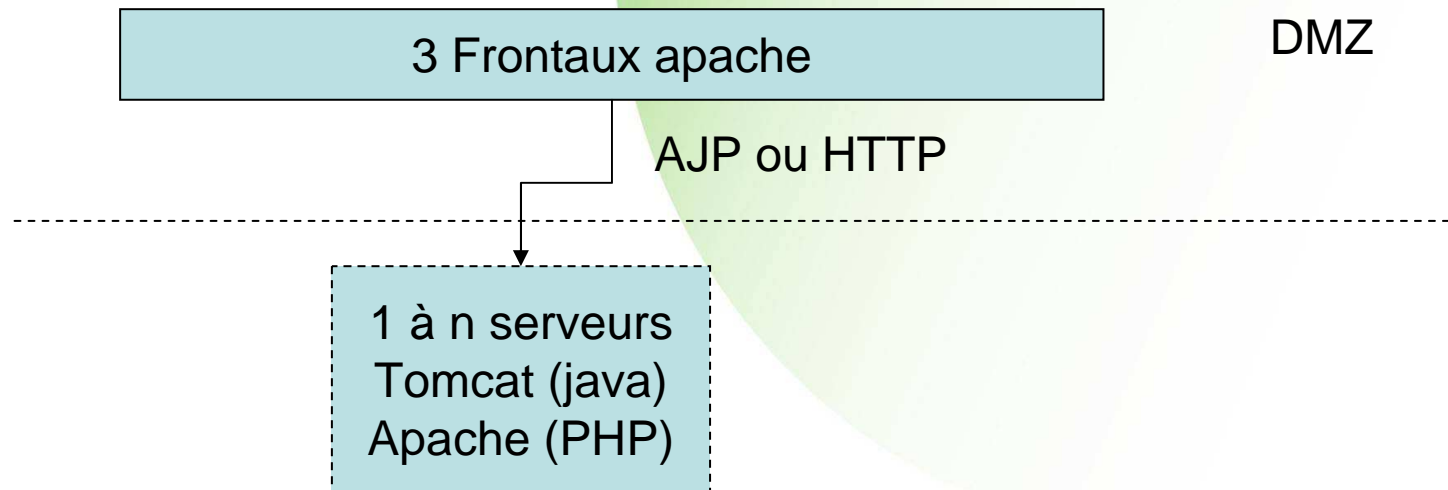 3 Frontaux apache
DMZ
AJP ou HTTP
1 à n serveurs
Tomcat (java)
Apache (PHP)